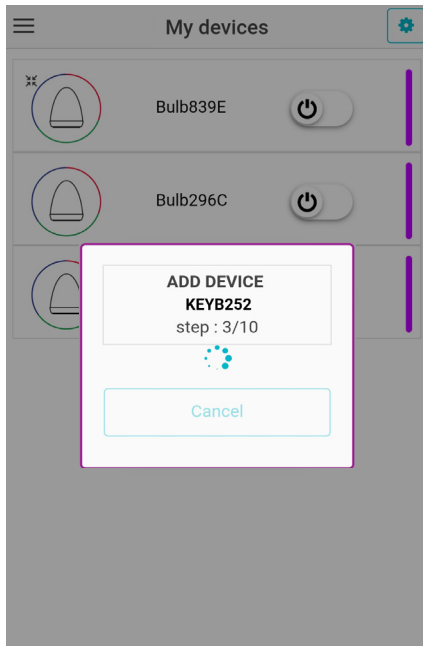 My devices
Bulb839E
Bulb296C
ADD DEVICE
KEYB252
step : 3/10
Cancel